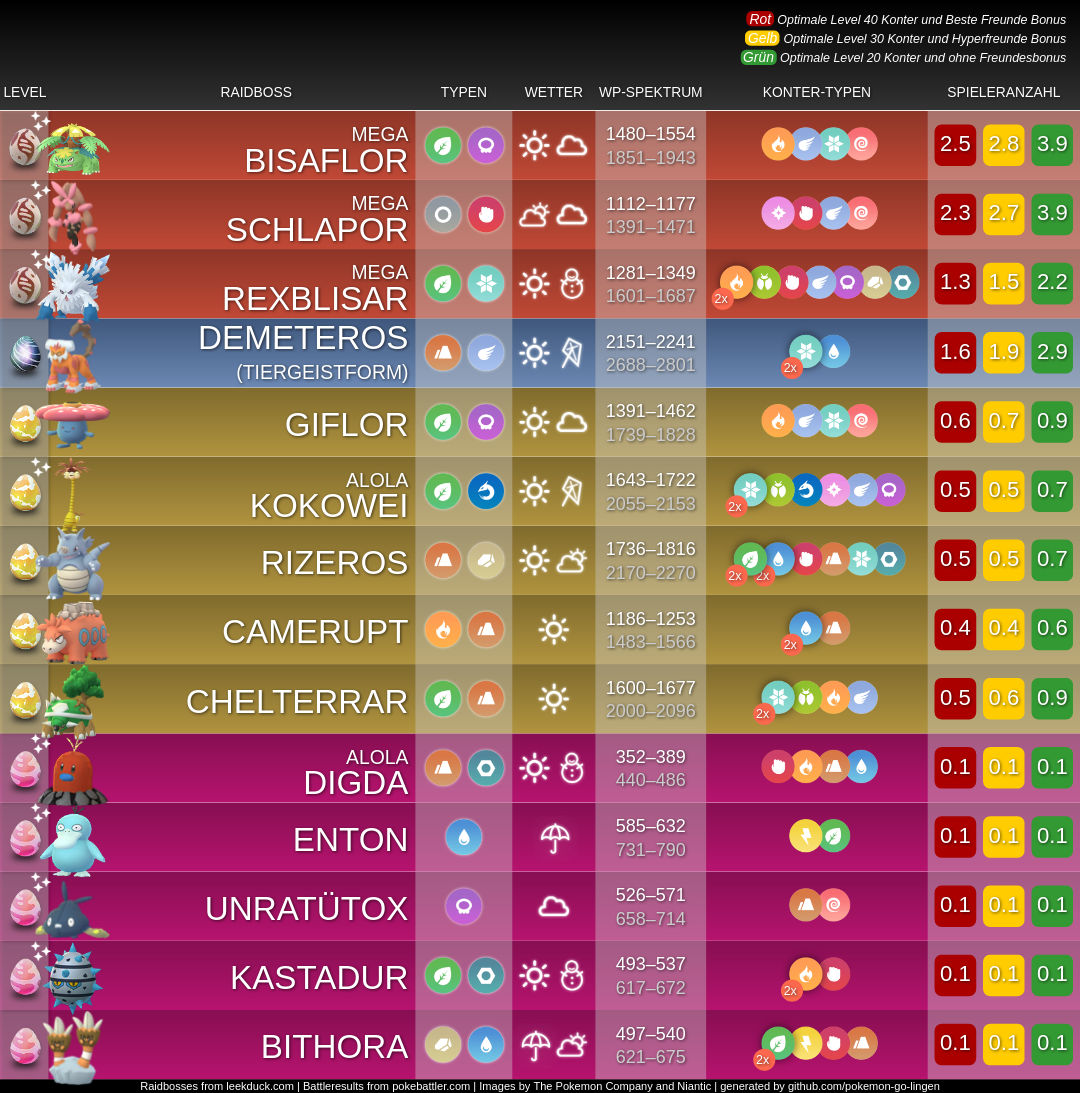 Rot Optimale Level 40 Konter und Beste Freunde Bonus
Gelb Optimale Level 30 Konter und Hyperfreunde Bonus
Grün Optimale Level 20 Konter und ohne Freundesbonus
LEVEL RAIDBOSS TYPEN WETTER WP-SPEKTRUM KONTER-TYPEN SPIELERANZAHL
MEGA
BISAFLOR
1480–1554
1851–1943
2.5 2.8 3.9
MEGA
SCHLAPOR
1112–1177
1391–1471
2.3 2.7 3.9
MEGA
REXBLISAR
1281–1349
1601–1687
2x
1.3 1.5 2.2
DEMETEROS
(TIERGEISTFORM)
2151–2241
2688–2801
2x
1.6 1.9 2.9
GIFLOR
1391–1462
1739–1828
0.6 0.7 0.9
ALOLA
KOKOWEI
1643–1722
2055–2153
2x
0.5 0.5 0.7
RIZEROS
1736–1816
2170–2270
2x 2x
0.5 0.5 0.7
CAMERUPT
1186–1253
1483–1566
2x
0.4 0.4 0.6
CHELTERRAR
1600–1677
2000–2096
2x
0.5 0.6 0.9
ALOLA
DIGDA
352–389
440–486
0.1 0.1 0.1
ENTON
585–632
731–790
0.1 0.1 0.1
UNRATÜTOX
526–571
658–714
0.1 0.1 0.1
KASTADUR
493–537
617–672
2x
0.1 0.1 0.1
BITHORA
497–540
621–675
2x
0.1 0.1 0.1
Raidbosses from leekduck.com | Battleresults from pokebattler.com | Images by The Pokemon Company and Niantic | generated by github.com/pokemon-go-lingen